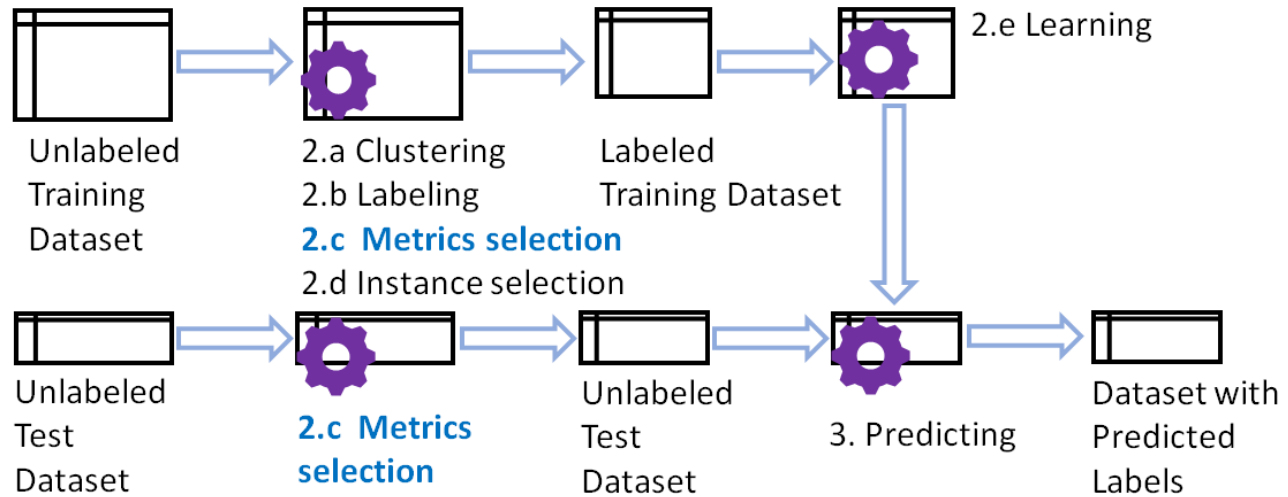 2.e Learning
Unlabeled
Training
Dataset
2.a Clustering
2.b Labeling
2.c Metrics selection
2.d Instance selection
Labeled
Training Dataset
Unlabeled
Test
Dataset
2.c Metrics
selection
Unlabeled
Test
Dataset
3. Predicting
Dataset with
Predicted
Labels